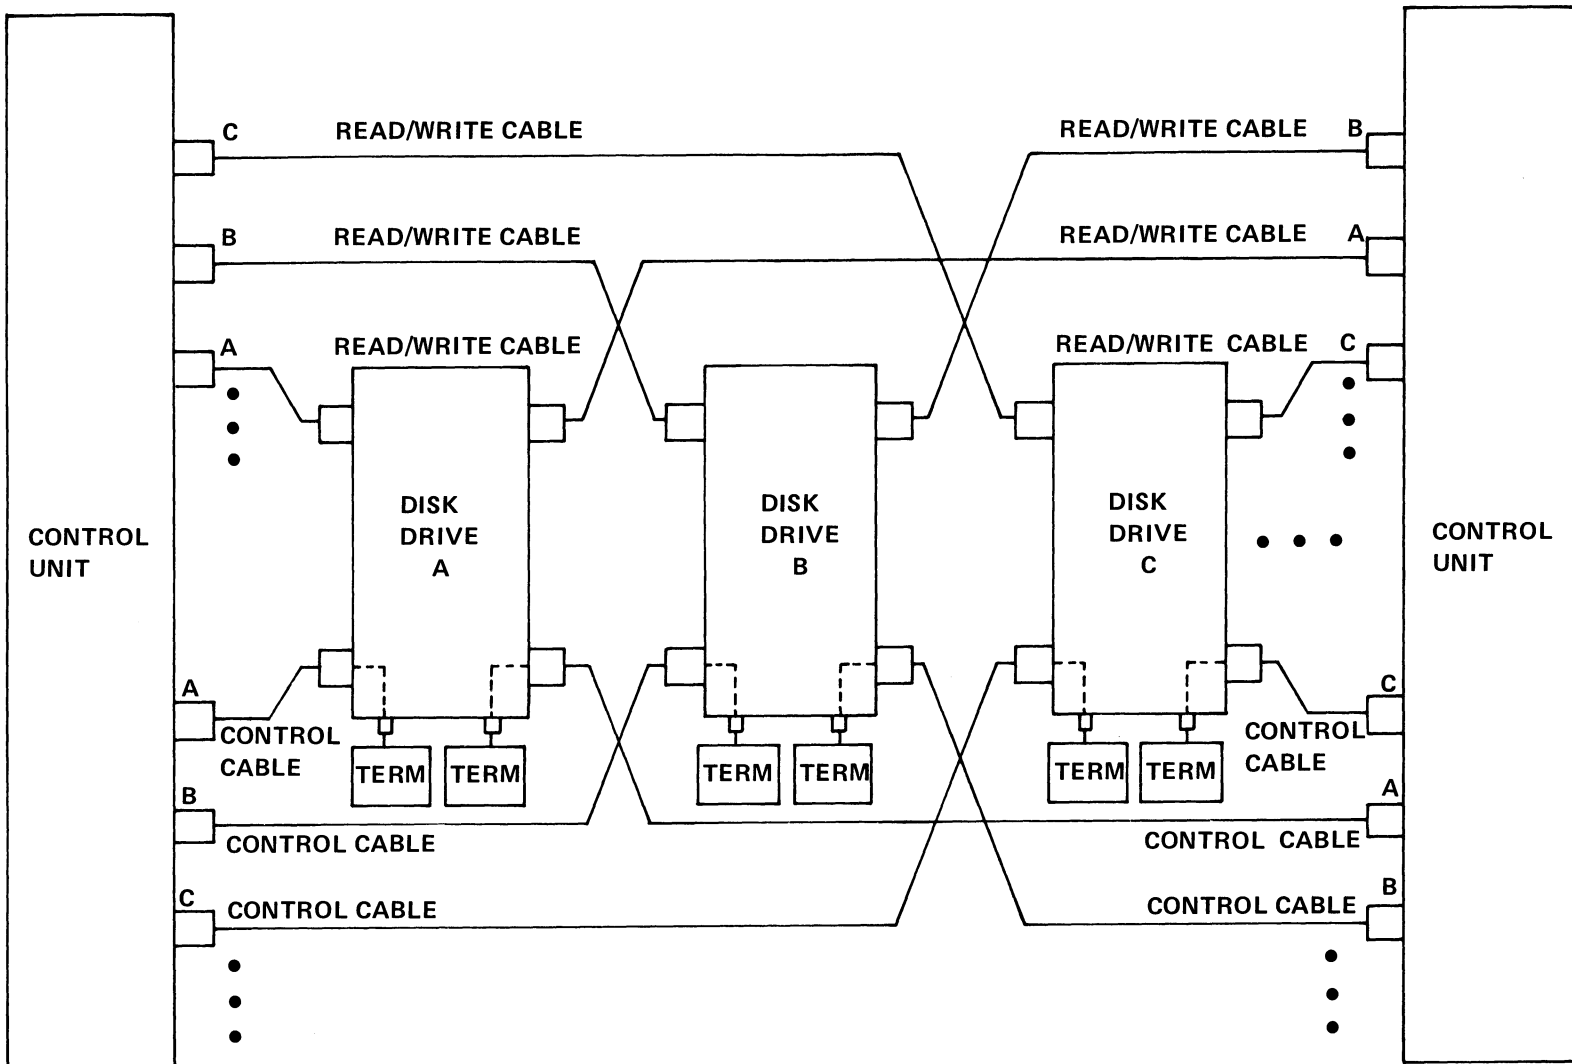 C READ/WRITE CABLE
READ/WRITE CABLE B
B READ/WRITE CABLE
READ/WRITE CABLE A
A READ/WRITE CABLE
READ/WRITE CABLE C
CONTROL
UNIT
DISK
DRIVE
A
DISK
DRIVE
B
DISK
DRIVE
C
CONTROL
UNIT
A
CONTROL
CABLE
TERM
TERM
TERM
TERM
TERM
TERM
C
CONTROL
CABLE
B
CONTROL CABLE
A
CONTROL CABLE
C
CONTROL CABLE
B
CONTROL CABLE